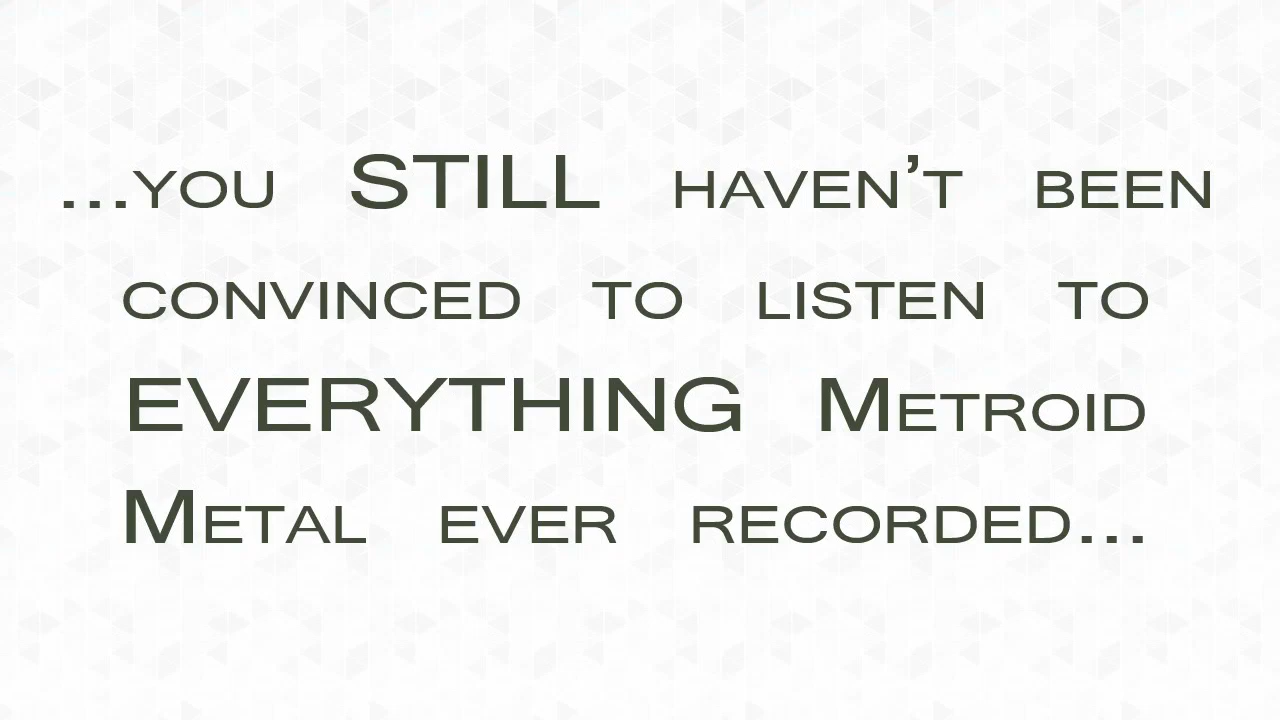 …you STILL haven’t been
convinced to listen to
EVERYTHING Metroid
Metal ever recorded…